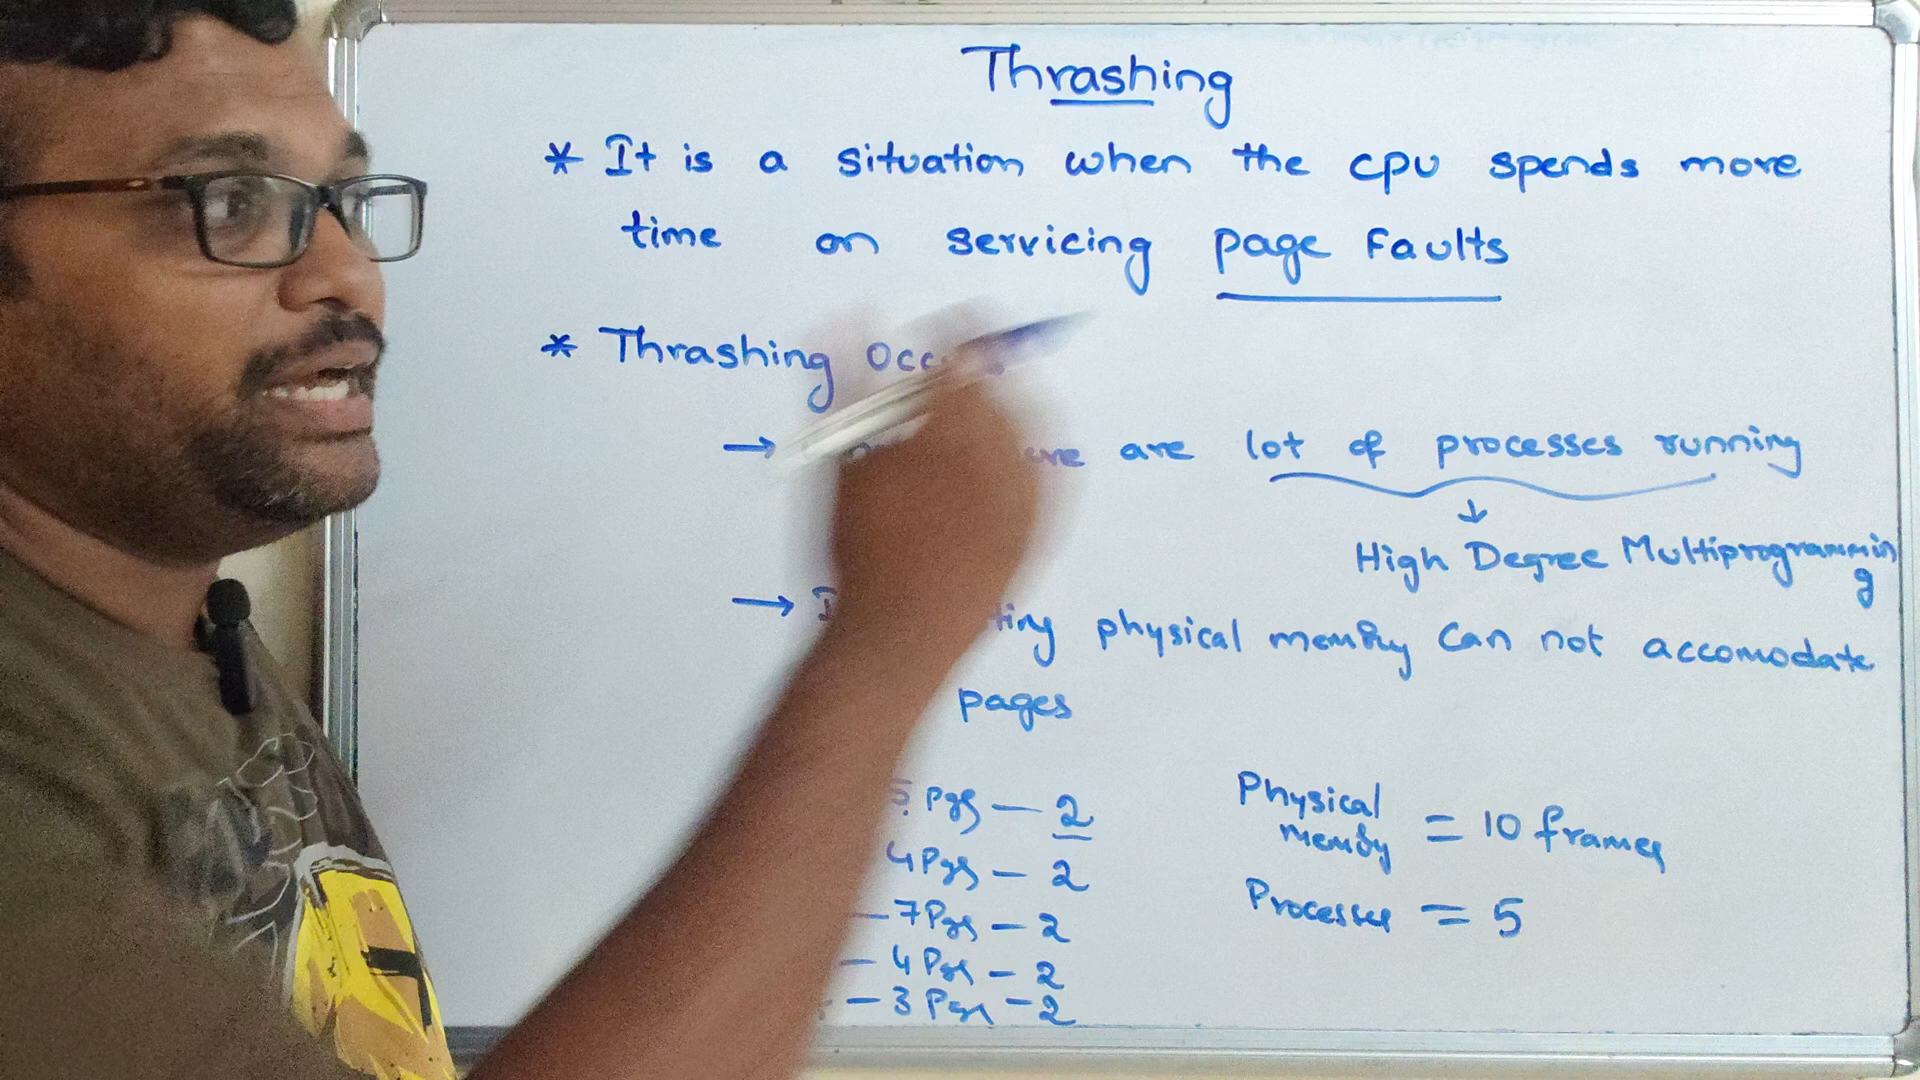 Thrashing
* It is a situation when the cpu spends more
time on servicing page Faults
* Thrashing
→ are lot of processes running
↓
High Degree Multiprogramming
→ physical memory can not accomodate
pages
5 Pgs — 2
4 Pgs — 2
— 7 Pgs — 2
— 4 Pgs — 2
— 3 Pgs — 2
Physical
memory = 10 frames
Processes = 5